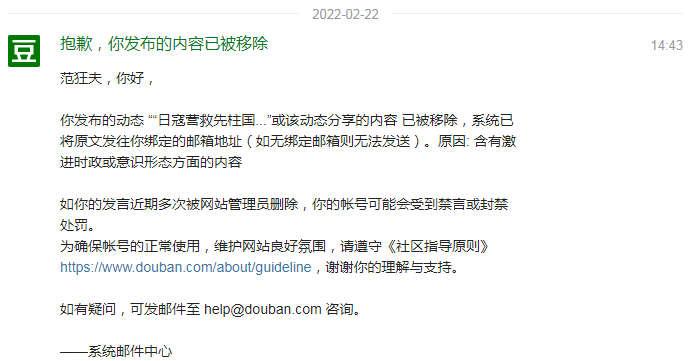 2022-02-22
豆
抱歉，你发布的内容已被移除
14:43
范狂夫，你好，
你发布的动态 ““日寇营救先柱国...”或该动态分享的内容 已被移除，系统已
将原文发往你绑定的邮箱地址（如无绑定邮箱则无法发送）。原因: 含有激
进时政或意识形态方面的内容
如你的发言近期多次被网站管理员删除，你的帐号可能会受到禁言或封禁
处罚。
为确保帐号的正常使用，维护网站良好氛围，请遵守《社区指导原则》
https://www.douban.com/about/guideline，谢谢你的理解与支持。
如有疑问，可发邮件至 help@douban.com 咨询。
——系统邮件中心